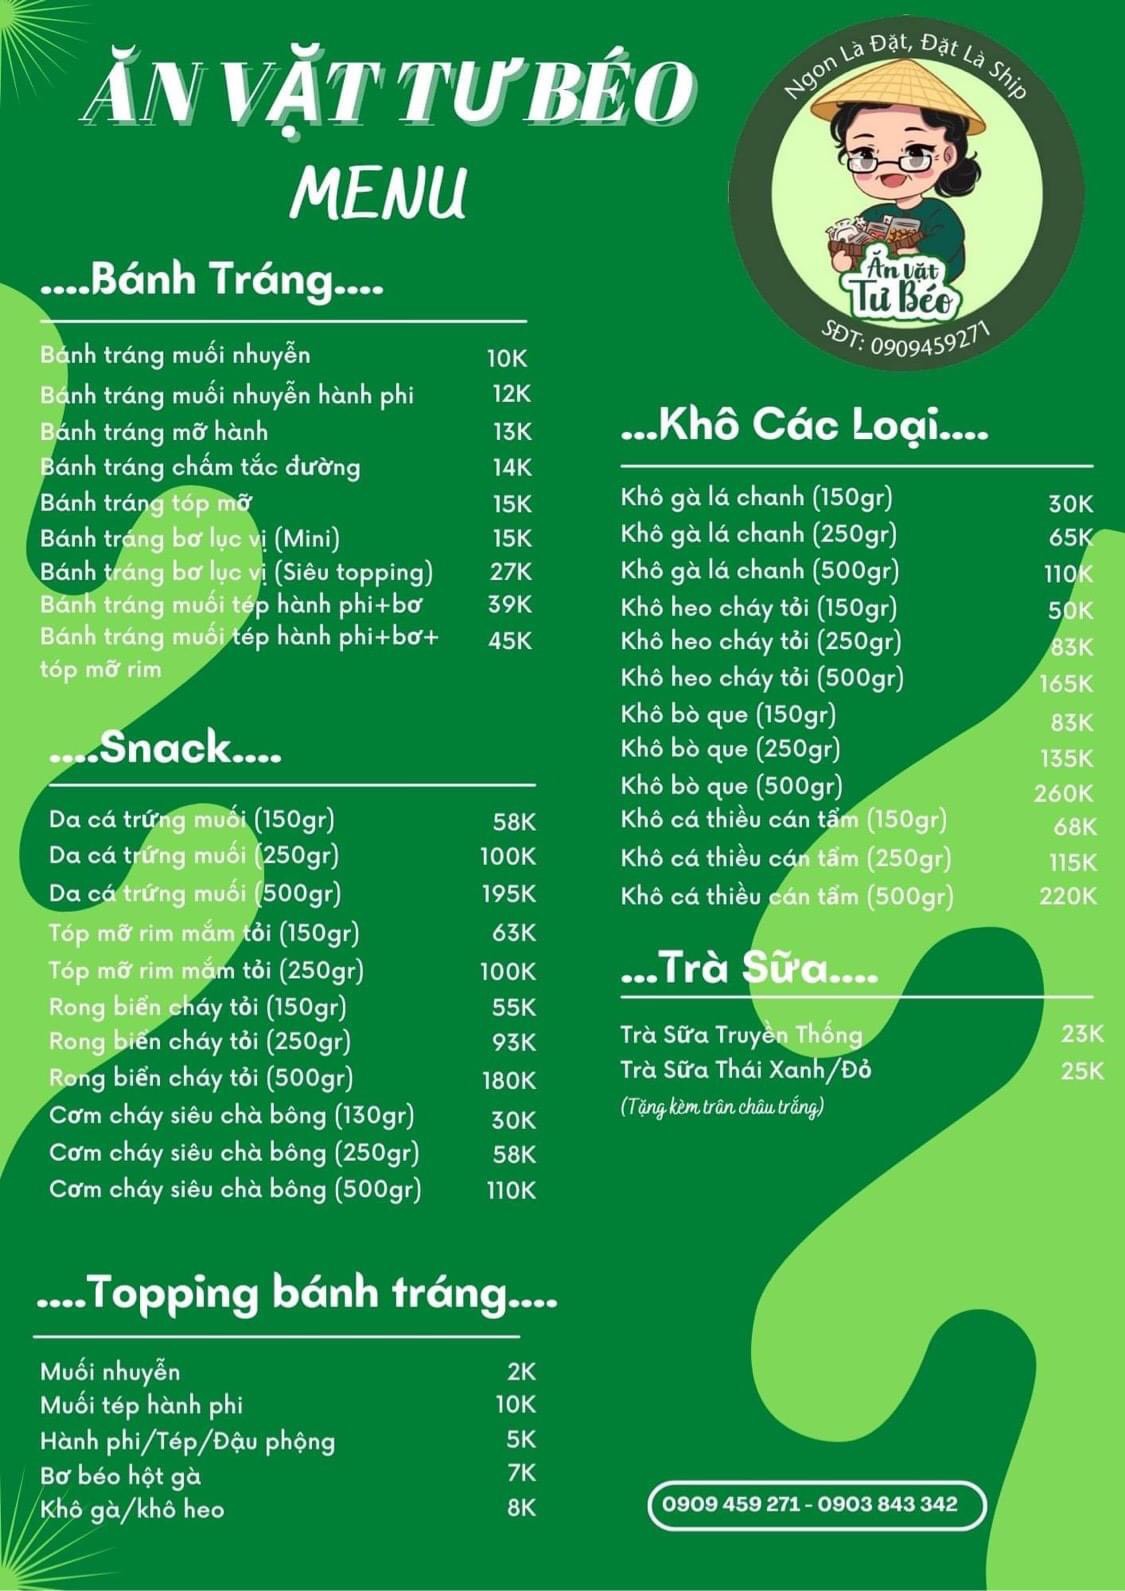 ĂN VẶT TƯ BÉO
MENU
Ngon Là Đặt, Đặt Là Ship
Ăn vặt
Tư Béo
SĐT: 0909459271
....Bánh Tráng....
Bánh tráng muối nhuyễn 10K
Bánh tráng muối nhuyễn hành phi 12K
Bánh tráng mỡ hành 13K
Bánh tráng chấm tắc đường 14K
Bánh tráng tóp mỡ 15K
Bánh tráng bơ lục vị (Mini) 15K
Bánh tráng bơ lục vị (Siêu topping) 27K
Bánh tráng muối tép hành phi+bơ 39K
Bánh tráng muối tép hành phi+bơ+ 45K
tóp mỡ rim
....Snack....
Da cá trứng muối (150gr) 58K
Da cá trứng muối (250gr) 100K
Da cá trứng muối (500gr) 195K
Tóp mỡ rim mắm tỏi (150gr) 63K
Tóp mỡ rim mắm tỏi (250gr) 100K
Rong biển cháy tỏi (150gr) 55K
Rong biển cháy tỏi (250gr) 93K
Rong biển cháy tỏi (500gr) 180K
Cơm cháy siêu chà bông (130gr) 30K
Cơm cháy siêu chà bông (250gr) 58K
Cơm cháy siêu chà bông (500gr) 110K
....Topping bánh tráng....
Muối nhuyễn 2K
Muối tép hành phi 10K
Hành phi/Tép/Đậu phộng 5K
Bơ béo hột gà 7K
Khô gà/khô heo 8K
...Khô Các Loại....
Khô gà lá chanh (150gr) 30K
Khô gà lá chanh (250gr) 65K
Khô gà lá chanh (500gr) 110K
Khô heo cháy tỏi (150gr) 50K
Khô heo cháy tỏi (250gr) 83K
Khô heo cháy tỏi (500gr) 165K
Khô bò que (150gr) 83K
Khô bò que (250gr) 135K
Khô bò que (500gr) 260K
Khô cá thiều cán tẩm (150gr) 68K
Khô cá thiều cán tẩm (250gr) 115K
Khô cá thiều cán tẩm (500gr) 220K
...Trà Sữa....
Trà Sữa Truyền Thống 23K
Trà Sữa Thái Xanh/Đỏ 25K
(Tặng kèm trân châu trắng)
0909 459 271 - 0903 843 342